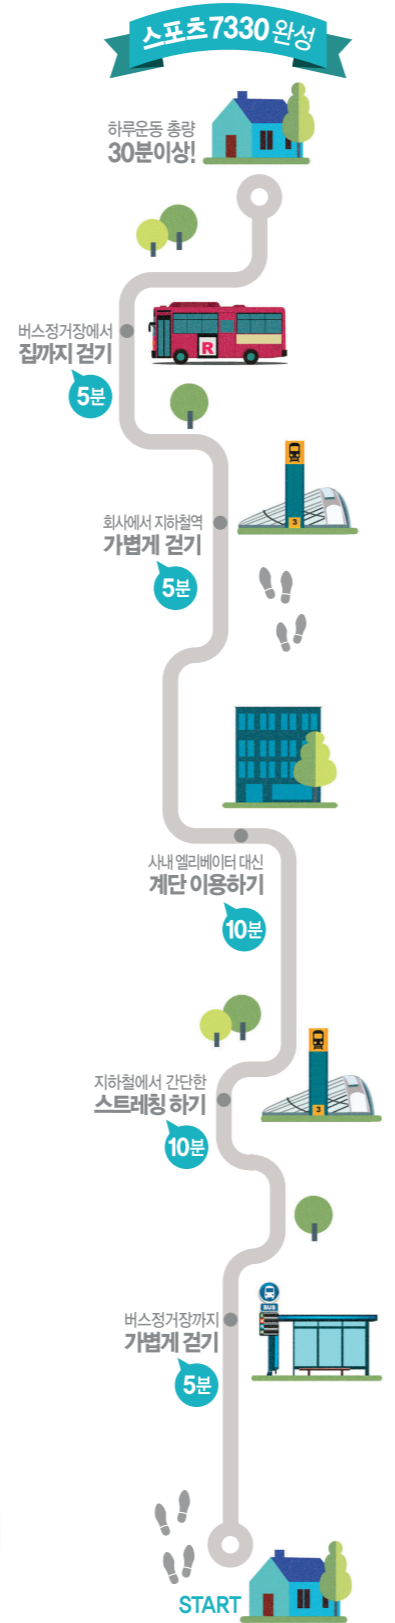 스포츠 7330 완성
하루운동 총량
30분이상!
버스정거장에서
집까지 걷기
5분
R
회사에서 지하철역
가볍게 걷기
5분
3
사내 엘리베이터 대신
계단 이용하기
10분
지하철에서 간단한
스트레칭 하기
10분
3
버스정거장까지
가볍게 걷기
5분
BUS
START